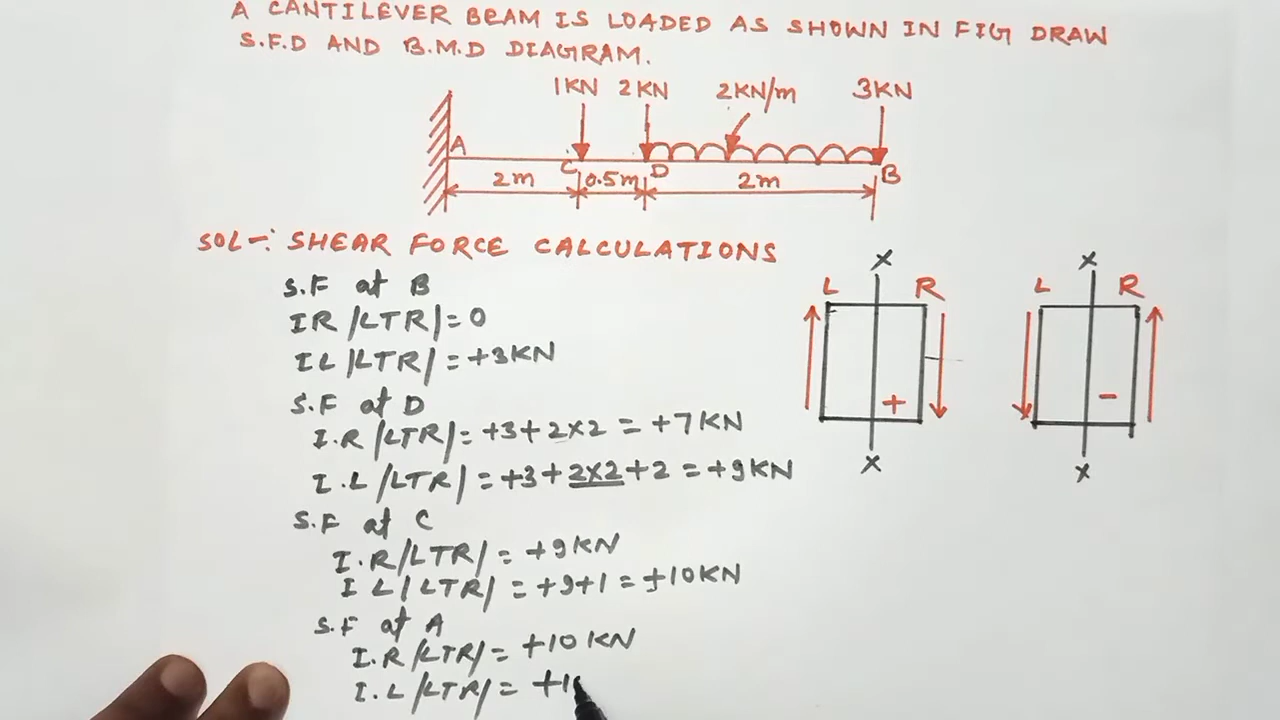 A CANTILEVER BEAM IS LOADED AS SHOWN IN FIG DRAW
S.F.D AND B.M.D DIAGRAM.
1KN 2KN 2KN/m 3KN
A C D B
2m 0.5m 2m
SOL-: SHEAR FORCE CALCULATIONS
S.F at B
IR /LTR/ = 0
IL /LTR/ = +3KN
S.F at D
I.R /LTR/ = +3+2×2 = +7KN
I.L /LTR/ = +3+2×2+2 = +9KN
S.F at C
I.R/LTR/ = +9KN
I L/LTR/ = +9+1 = +10KN
S.F at A
I.R/LTR/ = +10 KN
I.L/LTR/ = +1
X X
L R L R
+ -
X X